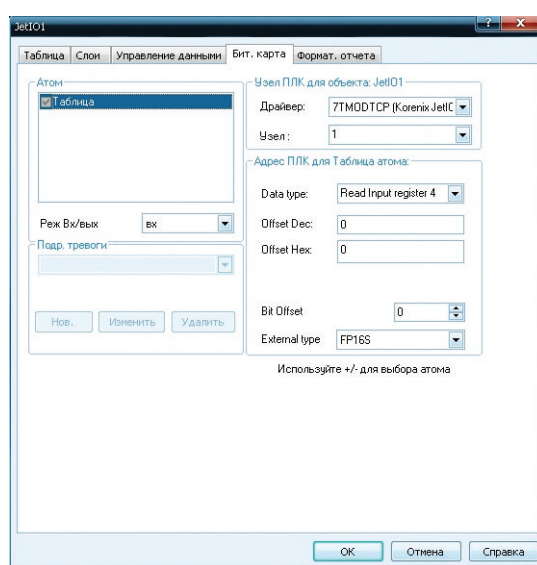 JetIO1
Таблица Слои Управление данными Бит. карта Формат. отчета
Атом
Таблица
Реж Вх/вых вх
Подр. тревоги
Нов. Изменить Удалить
Узел ПЛК для объекта: JetIO1
Драйвер: 7TMODTCP (Korenix JetIC
Узел : 1
Адрес ПЛК для Таблица атома:
Data type: Read Input register 4
Offset Dec: 0
Offset Hex: 0
Bit Offset 0
External type FP16S
Используйте +/- для выбора атома
OK Отмена Справка